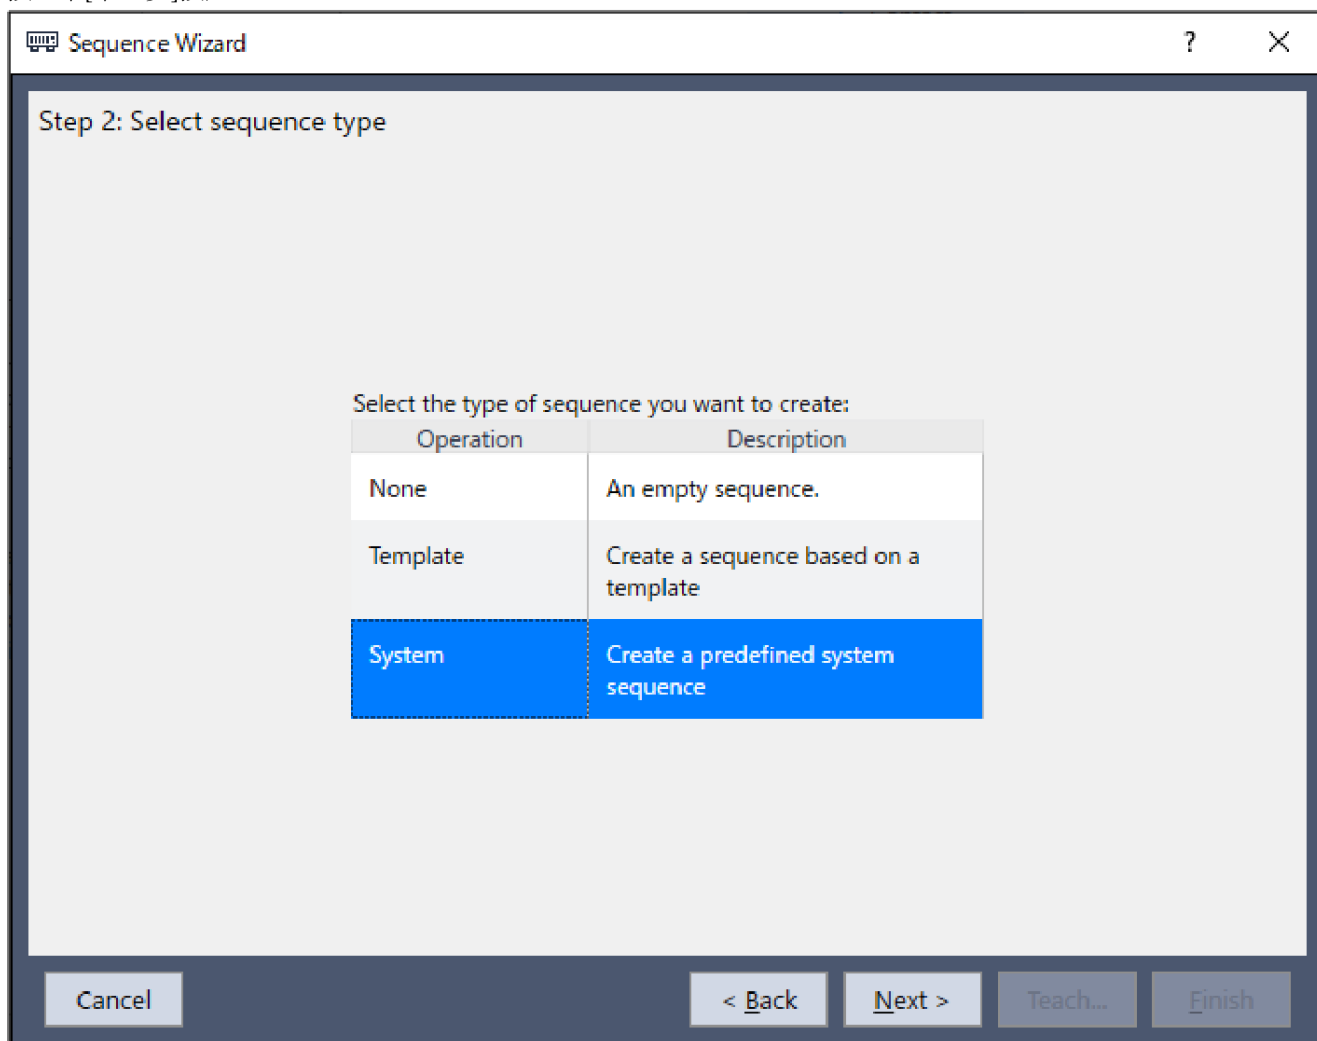 Sequence Wizard
?
Step 2: Select sequence type
Select the type of sequence you want to create:
Operation Description
None An empty sequence.
Template Create a sequence based on a
template
System Create a predefined system
sequence
Cancel < Back Next > Teach... Finish